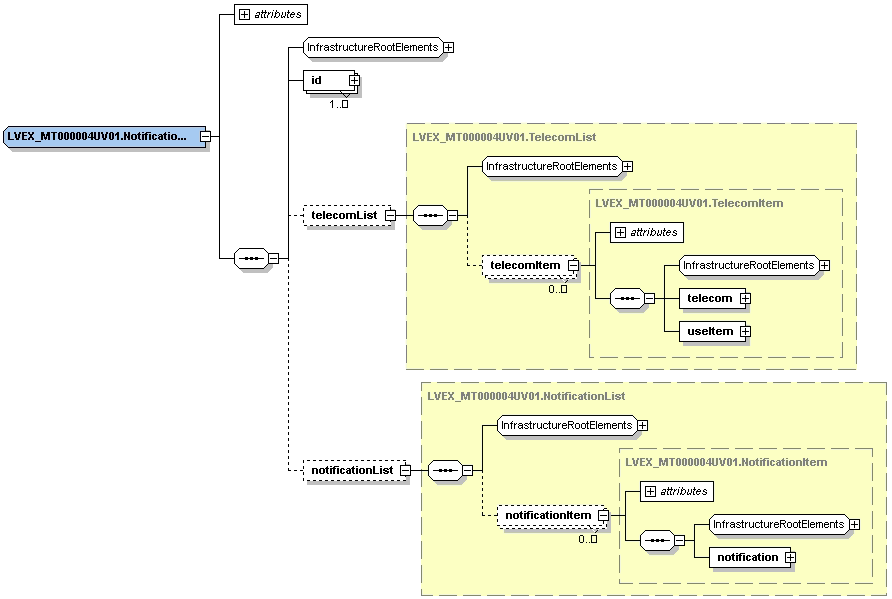 attributes
InfrastructureRootElements
id
1..
LVEX_MT000004UV01.Notificatio...
LVEX_MT000004UV01.TelecomList
InfrastructureRootElements
LVEX_MT000004UV01.TelecomItem
telecomList
attributes
telecomItem
InfrastructureRootElements
0..
telecom
useItem
LVEX_MT000004UV01.NotificationList
InfrastructureRootElements
LVEX_MT000004UV01.NotificationItem
notificationList
attributes
notificationItem
InfrastructureRootElements
0..
notification